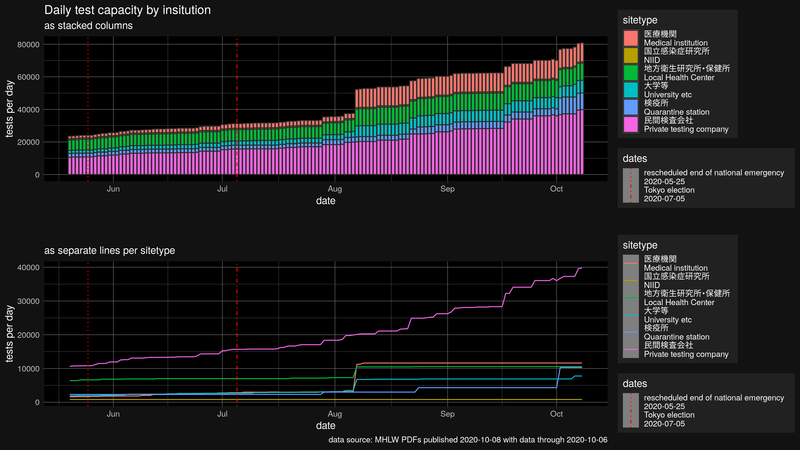 Daily test capacity by insitution
as stacked columns
80000
60000
40000
20000
0
tests per day
Jun
Jul
Aug
Sep
Oct
date
sitetype
医療機関
Medical institution
国立感染症研究所
NIID
地方衛生研究所・保健所
Local Health Center
大学等
University etc
検疫所
Quarantine station
民間検査会社
Private testing company
dates
rescheduled end of national emergency
2020-05-25
Tokyo election
2020-07-05
as separate lines per sitetype
40000
30000
20000
10000
0
tests per day
Jun
Jul
Aug
Sep
Oct
date
sitetype
医療機関
Medical institution
国立感染症研究所
NIID
地方衛生研究所・保健所
Local Health Center
大学等
University etc
検疫所
Quarantine station
民間検査会社
Private testing company
dates
rescheduled end of national emergency
2020-05-25
Tokyo election
2020-07-05
data source: MHLW PDFs published 2020-10-08 with data through 2020-10-06